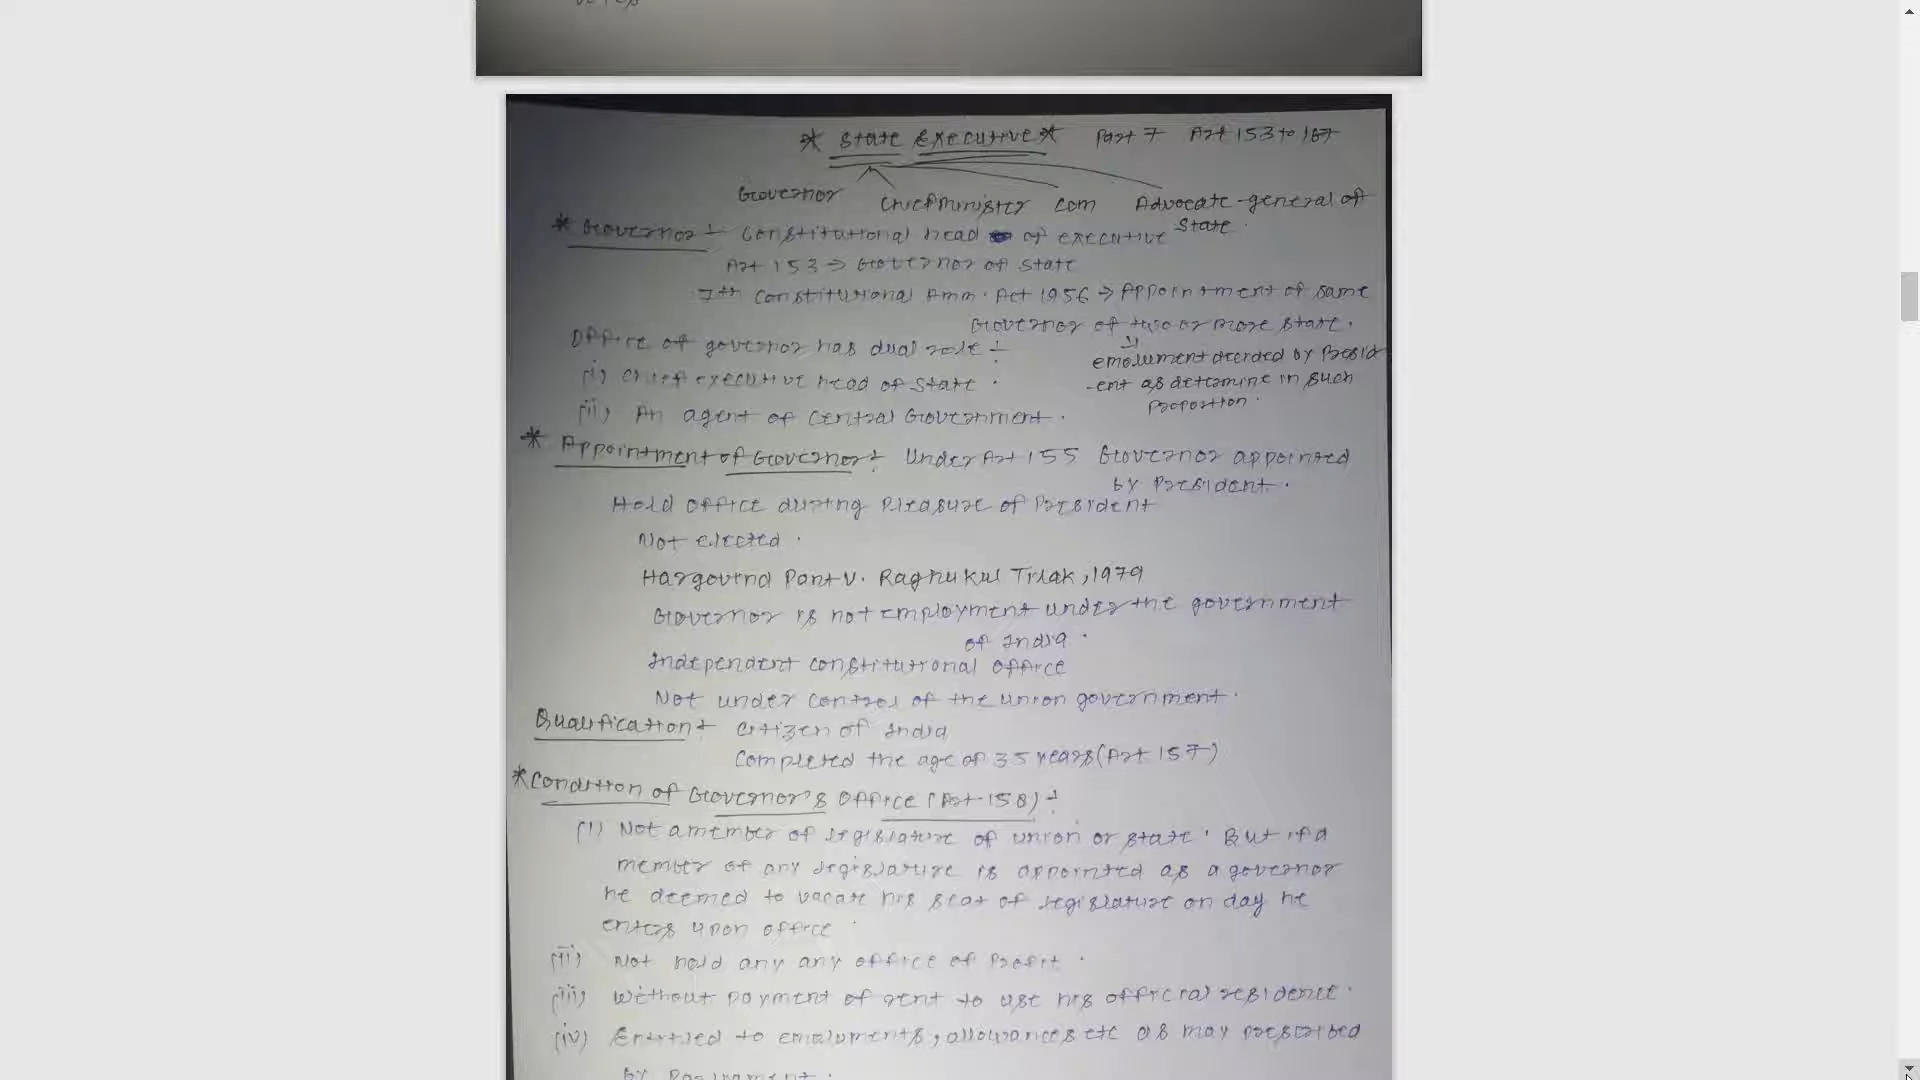 * State Executive * Part 7 Art 153 to 167
Governor Chiefminister com Advocate-general of State.
* Governor :- Constitutional head of executive
Art 153 → Governor of State
7th Constitutional Amm. Act 1956 → Appointment of same
Governor of two or more state.
Office of governor has dual role :-
emolument decided by Presid
-ent as determine in such
proportion.
(i) chief executive head of State.
(ii) An agent of Central Government.
* Appointment of Governor :- Under Art 155 Governor appointed
by President.
Hold office during Pleasure of President
Not elected.
Hargovind Pant v. Raghukul Tilak, 1979
Governor is not employment under the government
of India.
Independent constitutional office
Not under control of the union government.
Qualification :- citizen of India
Completed the age of 35 years (Art 157)
* Condition of Governor's Office (Art-158) :-
(i) Not a member of legislature of union or state. But if a
member of any legislature is appointed as a governor
he deemed to vacate his seat of legislature on day he
enters upon office.
(ii) Not hold any any office of Profit.
(iii) Without payment of rent to use his official residence.
(iv) Entitled to emoluments, allowances etc as may prescribed
by Parliament.